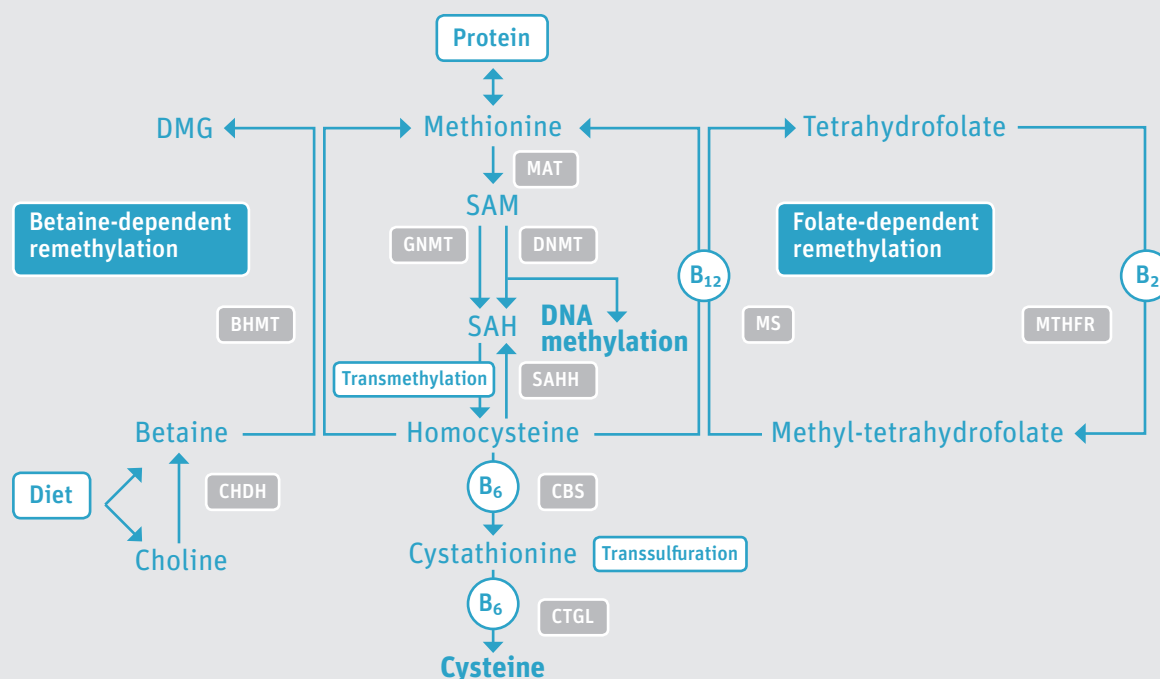 Protein
DMG
Methionine
Tetrahydrofolate
MAT
SAM
Betaine-dependent
remethylation
Folate-dependent
remethylation
GNMT
DNMT
B₁₂
B₂
SAH
DNA
methylation
BHMT
MS
MTHFR
Transmethylation
SAHH
Betaine
Homocysteine
Methyl-tetrahydrofolate
Diet
CHDH
B₆
CBS
Choline
Cystathionine
Transsulfuration
B₆
CTGL
Cysteine